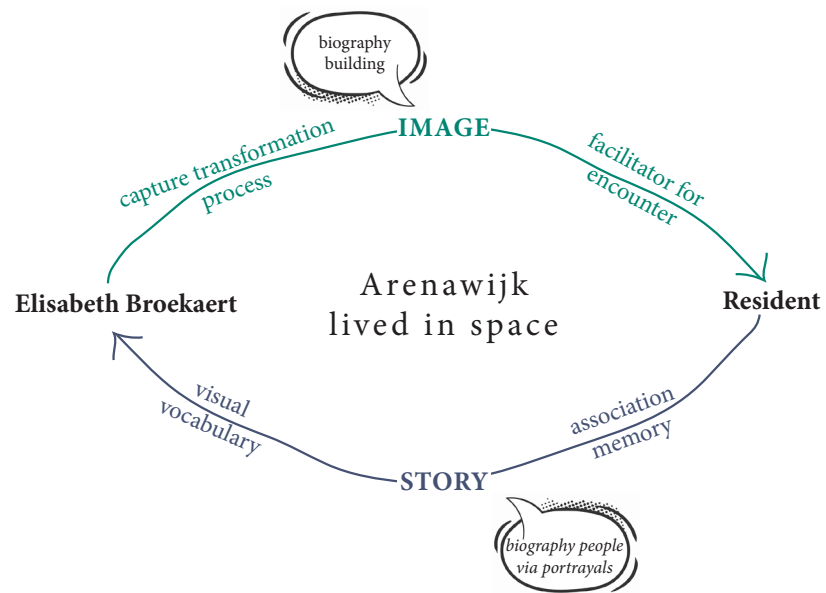 biography
building
IMAGE
capture transformation
process
facilitator for
encounter
Elisabeth Broekaert
Arenawijk
lived in space
Resident
visual
vocabulary
association
memory
STORY
biography people
via portrayals